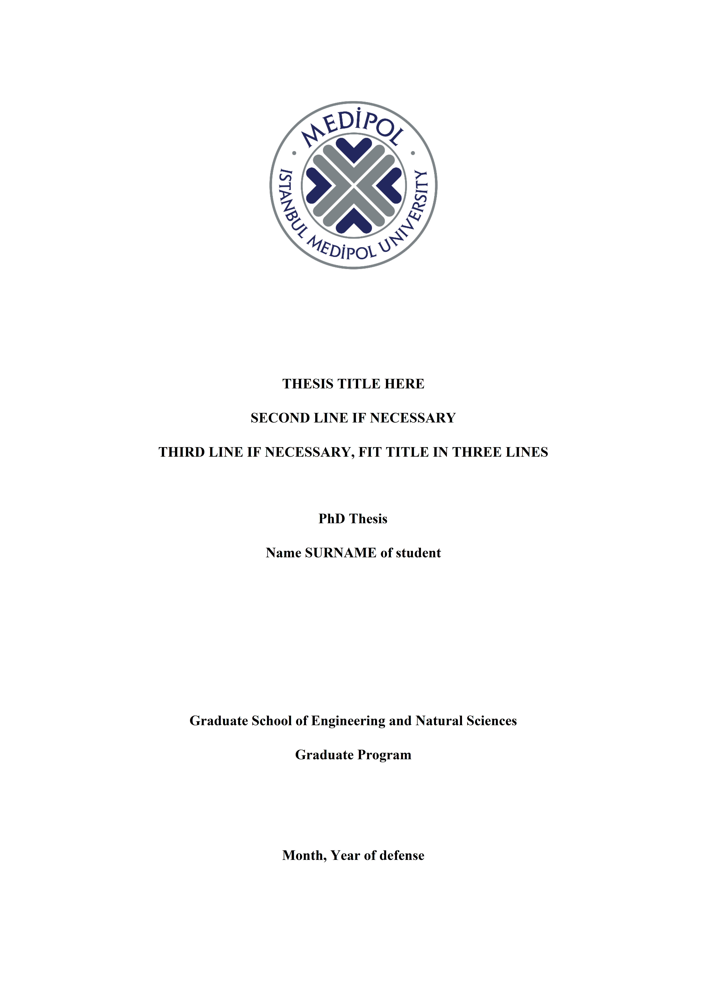 MEDİPOL
ISTANBUL MEDİPOL UNIVERSITY
THESIS TITLE HERE
SECOND LINE IF NECESSARY
THIRD LINE IF NECESSARY, FIT TITLE IN THREE LINES
PhD Thesis
Name SURNAME of student
Graduate School of Engineering and Natural Sciences
Graduate Program
Month, Year of defense